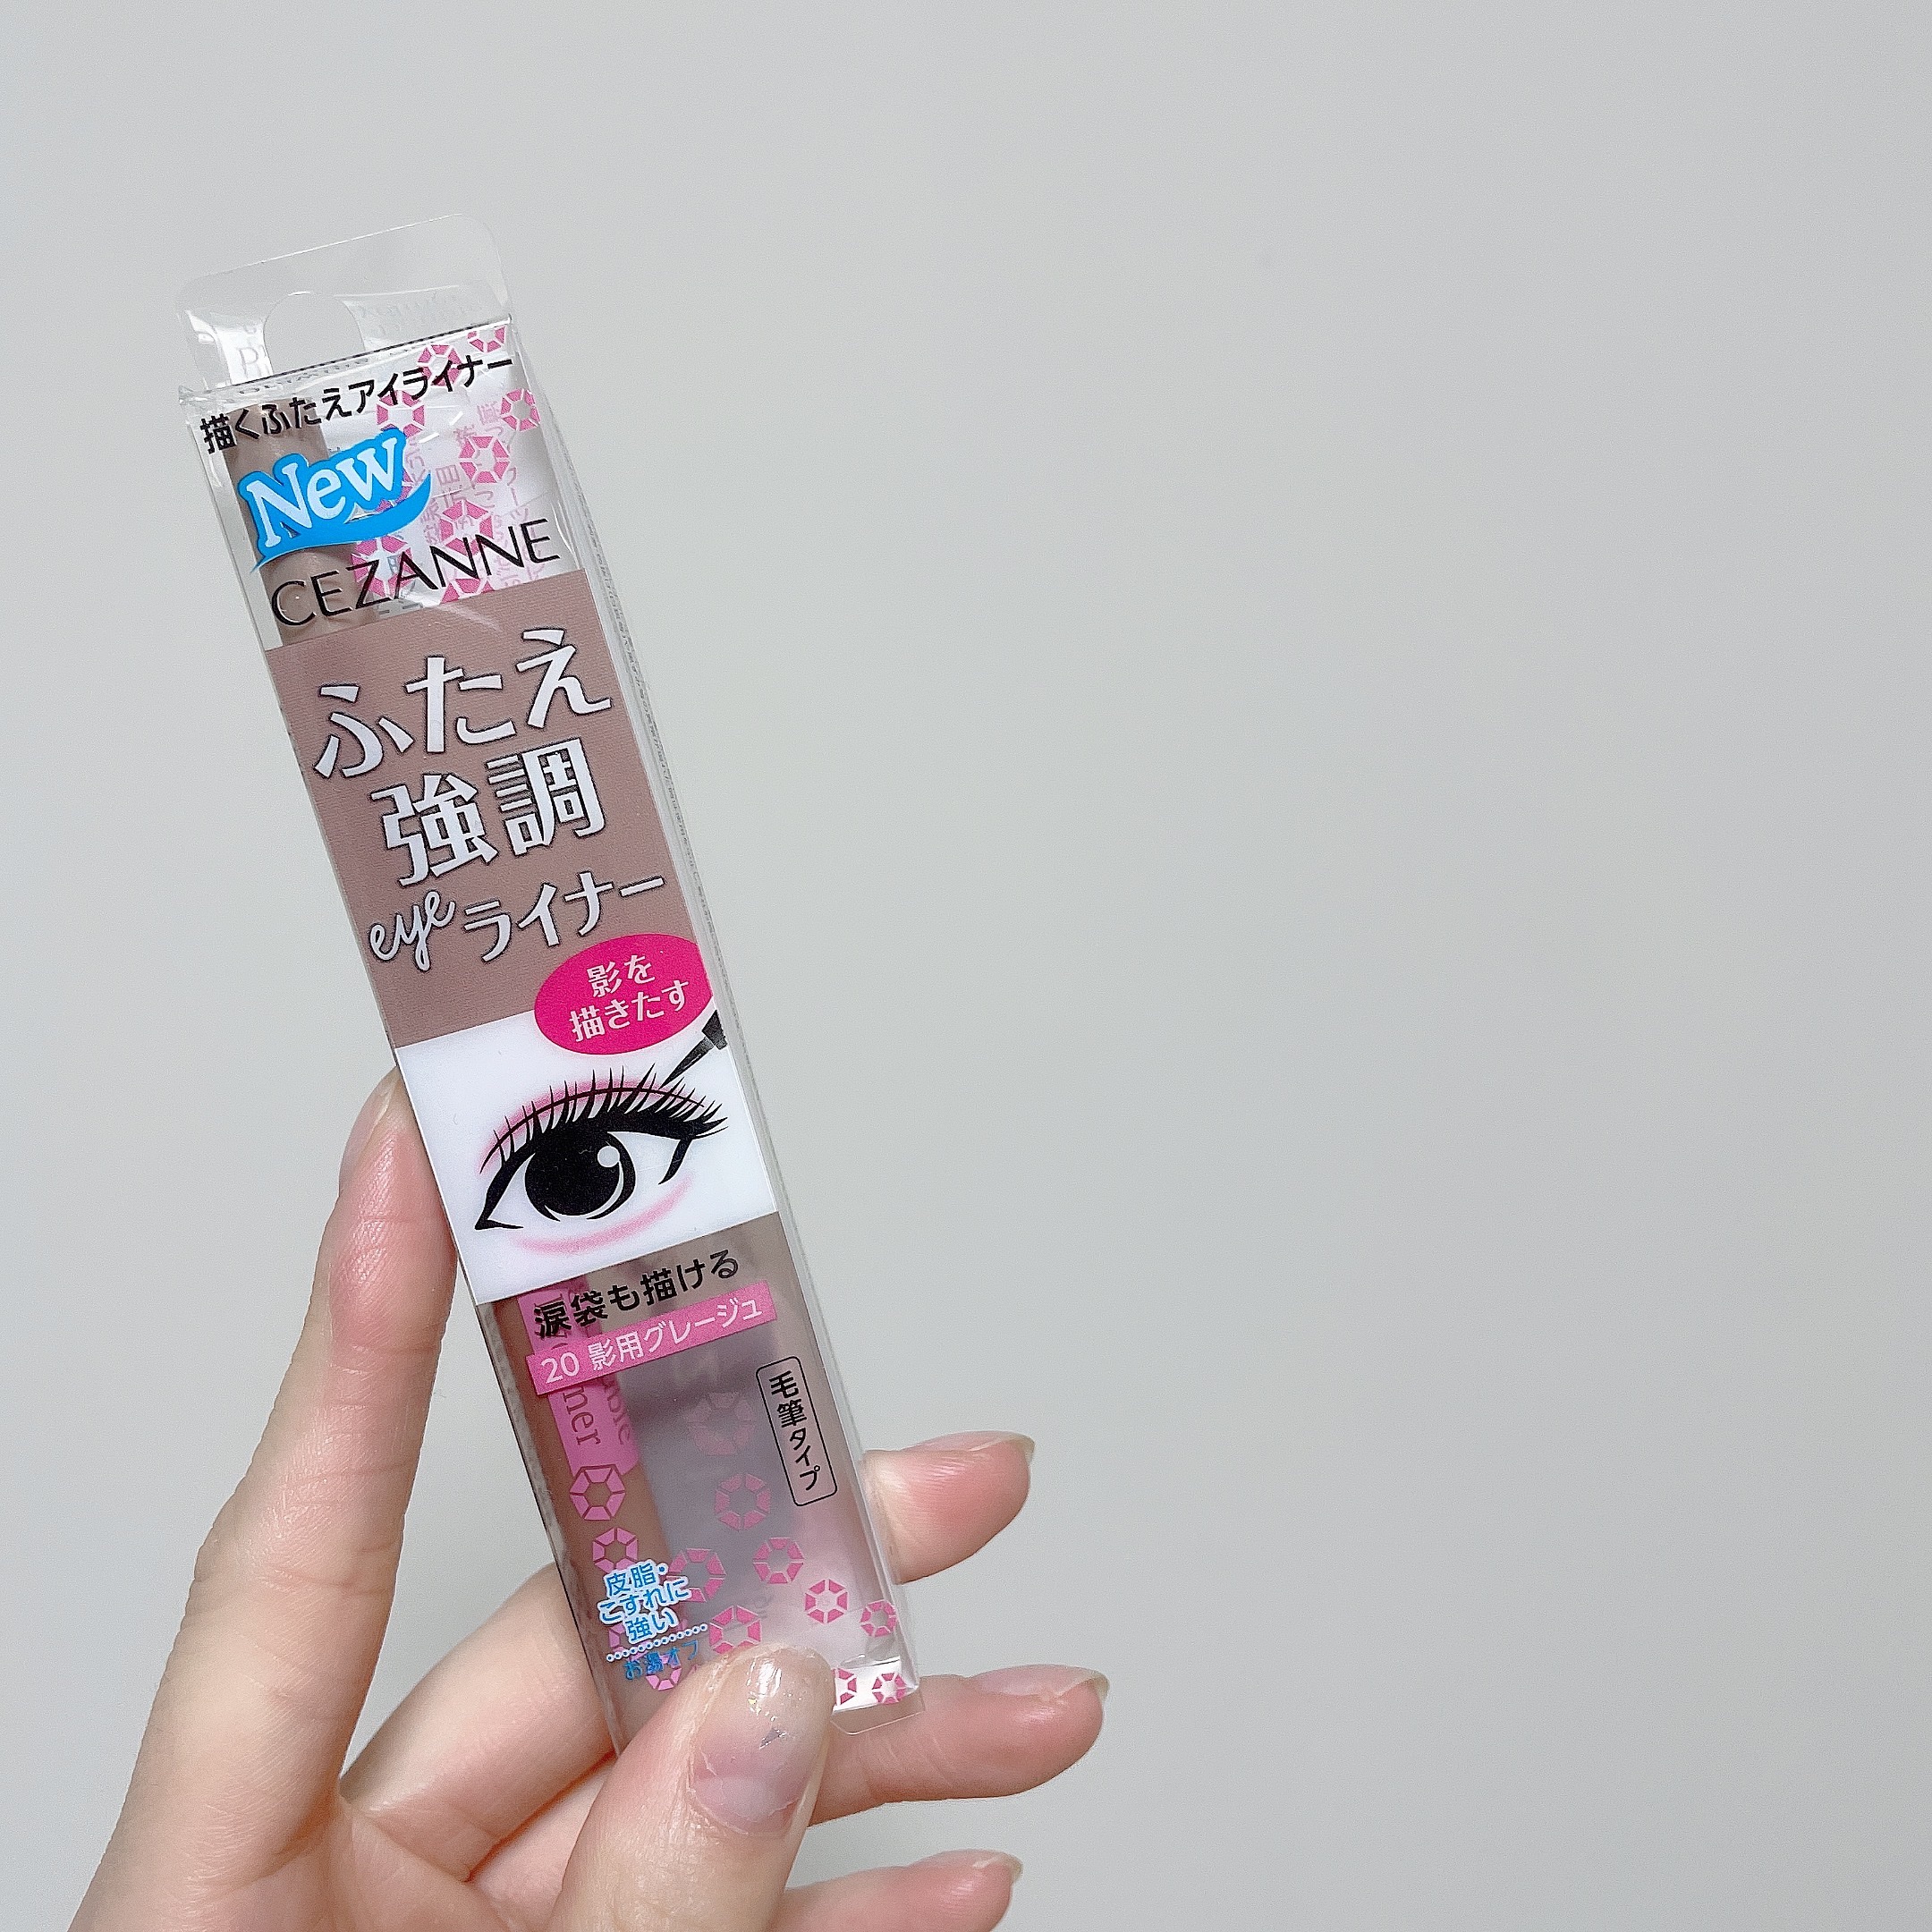 描くふたえアイライナー
New
CEZANNE
ふたえ
強調
eyeライナー
影を
描きたす
涙袋も描ける
20 影用グレージュ
毛筆タイプ
皮脂・
こすれに
強い
お湯オフ